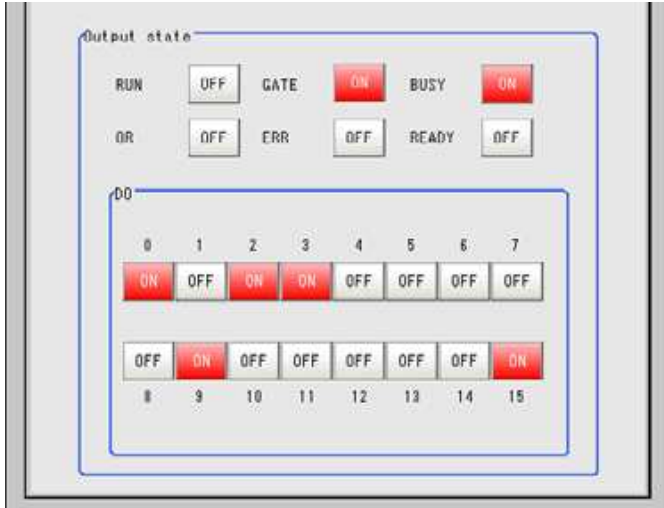 Output state
RUN OFF GATE ON BUSY ON
OR OFF ERR OFF READY OFF
DO
0 1 2 3 4 5 6 7
ON OFF ON ON OFF OFF OFF OFF
OFF ON OFF OFF OFF OFF OFF ON
8 9 10 11 12 13 14 15